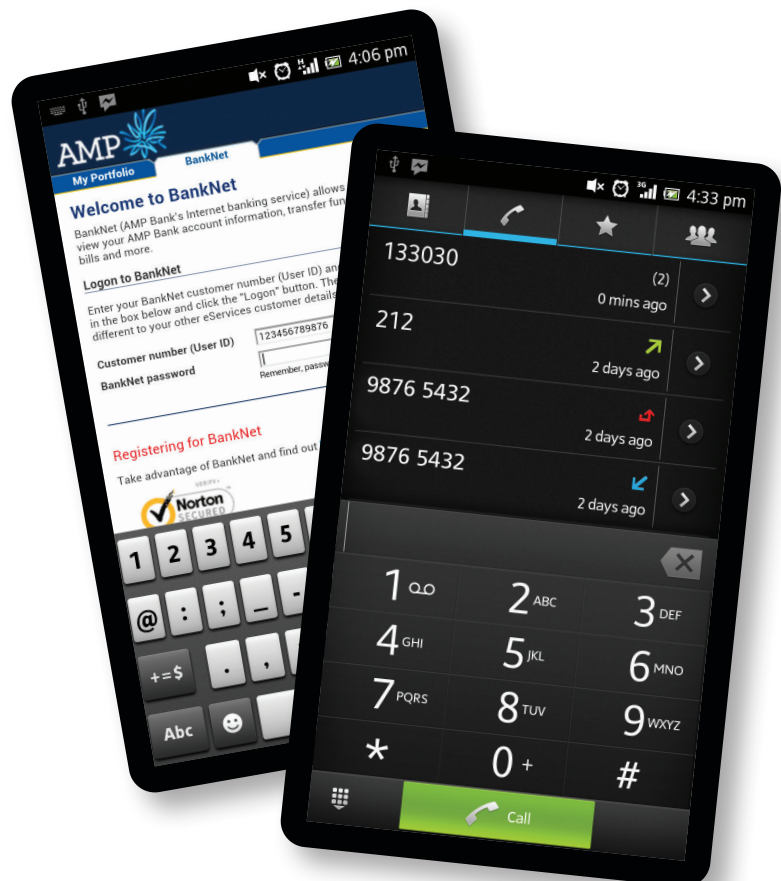 4:06 pm
AMP
My Portfolio
BankNet
Welcome to BankNet
BankNet (AMP Bank's Internet banking service) allows
view your AMP Bank account information, transfer fun
bills and more.
Logon to BankNet
Enter your BankNet customer number (User ID) an
in the box below and click the "Logon" button. The
different to your other eServices customer details
Customer number (User ID)
123456789876
BankNet password
Remember, passw
Registering for BankNet
Take advantage of BankNet and find out
VERIFY
Norton
SECURED
1 2 3 4 5
@ : ; _ -
+=$ . ,
Abc
3G 4:33 pm
133030
(2)
0 mins ago
212
2 days ago
9876 5432
2 days ago
9876 5432
2 days ago
1 2 ABC 3 DEF
4 GHI 5 JKL 6 MNO
7 PQRS 8 TUV 9 WXYZ
* 0 + #
Call